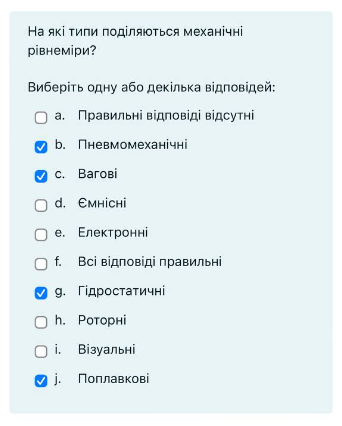 На які типи поділяються механічні
рівнеміри?
Виберіть одну або декілька відповідей:
a. Правильні відповіді відсутні
b. Пневмомеханічні
c. Вагові
d. Ємнісні
e. Електронні
f. Всі відповіді правильні
g. Гідростатичні
h. Роторні
i. Візуальні
j. Поплавкові